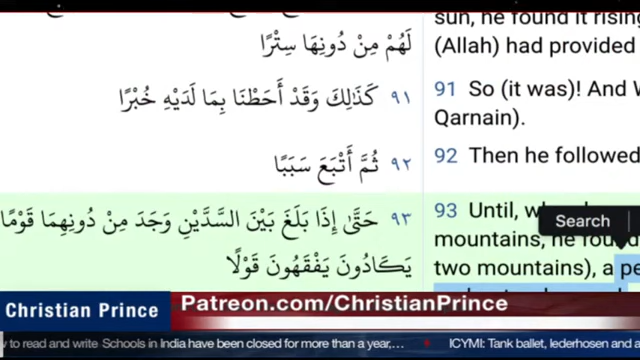 لَهُمْ مِنْ دُونِهَا سِتْرًا
٩١ كَذَٰلِكَ وَقَدْ أَحَطْنَا بِمَا لَدَيْهِ خُبْرًا
٩٢ ثُمَّ أَتْبَعَ سَبَبًا
٩٣ حَتَّىٰ إِذَا بَلَغَ بَيْنَ السَّدَّيْنِ وَجَدَ مِنْ دُونِهِمَا قَوْمًا
يَكَادُونَ يَفْقَهُونَ قَوْلًا
sun, he found it rising
(Allah) had provided
91 So (it was)! And W
Qarnain).
92 Then he followed
93 Until,
Search
mountains, he found
two mountains), a pe
Christian Prince
Patreon.com/ChristianPrince
w to read and write Schools in India have been closed for more than a year,...
ICYMI: Tank ballet, lederhosen and a